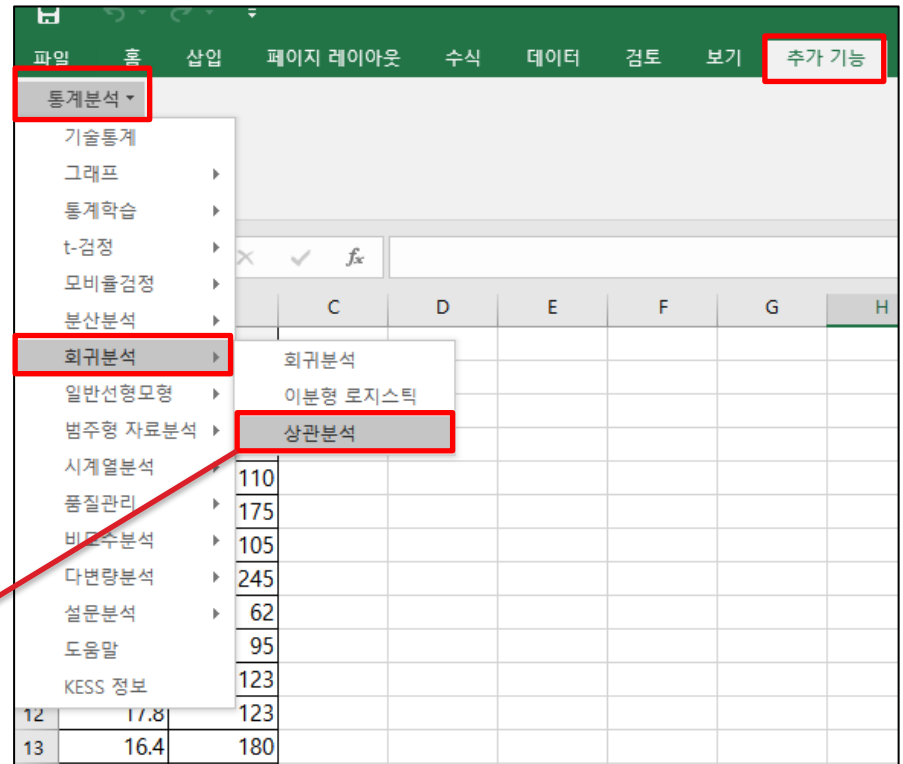 파일 홈 삽입 페이지 레이아웃 수식 데이터 검토 보기 추가 기능
통계분석
기술통계
그래프
통계학습
t-검정
모비율검정
fx
분산분석
C D E F G H
회귀분석
회귀분석
일반선형모형
이분형 로지스틱
범주형 자료분석
상관분석
시계열분석
110
품질관리
175
비모수분석
105
다변량분석
245
설문분석
62
도움말
95
KESS 정보
123
12 17.8 123
13 16.4 180